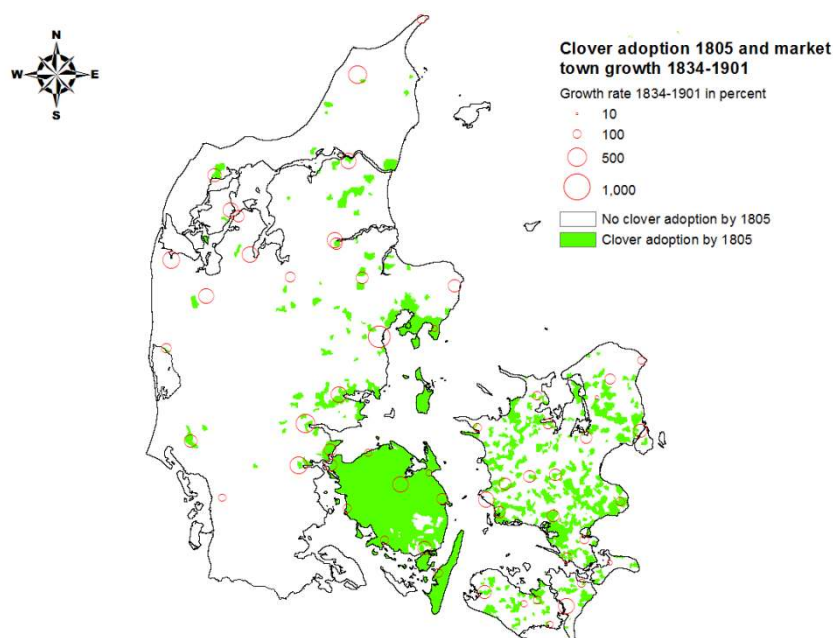 N
W E
S
Clover adoption 1805 and market
town growth 1834-1901
Growth rate 1834-1901 in percent
10
100
500
1,000
No clover adoption by 1805
Clover adoption by 1805